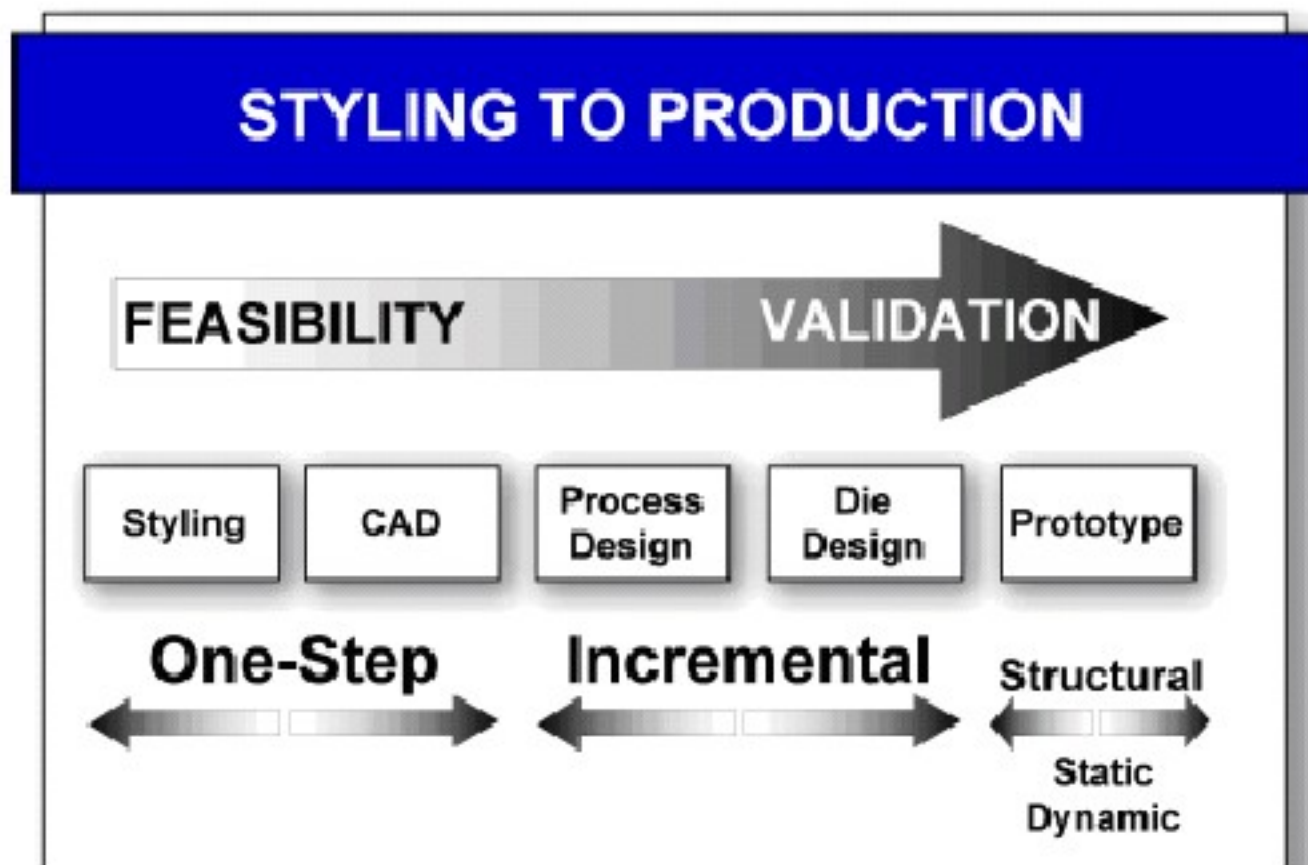 STYLING TO PRODUCTION
FEASIBILITY VALIDATION
Styling
CAD
Process
Design
Die
Design
Prototype
One-Step
Incremental
Structural
Static
Dynamic